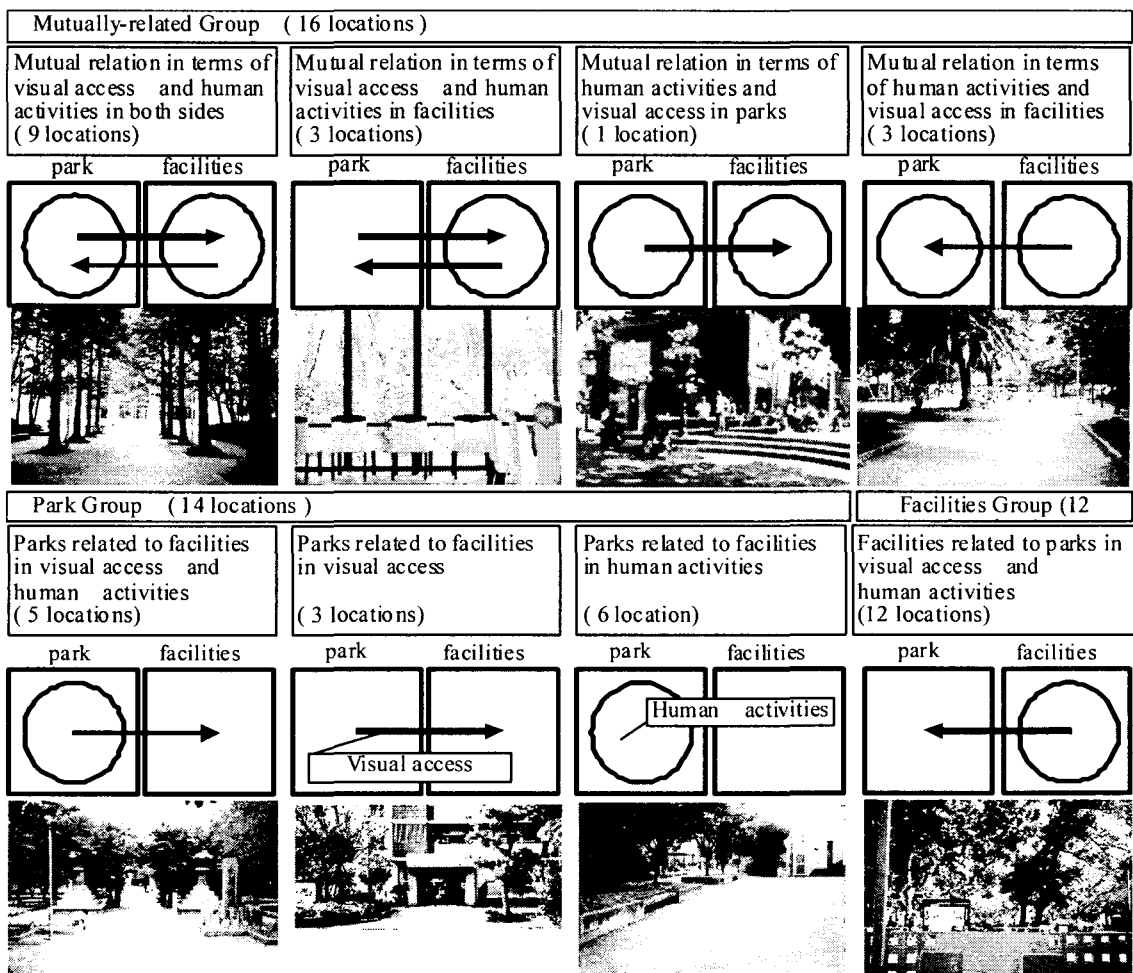 Mutually-related Group (16 locations)
Mutual relation in terms of
visual access and human
activities in both sides
(9 locations)
Mutual relation in terms of
visual access and human
activities in facilities
(3 locations)
Mutual relation in terms of
human activities and
visual access in parks
(1 location)
Mutual relation in terms
of human activities and
visual access in facilities
(3 locations)
park facilities
park facilities
park facilities
park facilities
Park Group (14 locations)
Facilities Group (12
Parks related to facilities
in visual access and
human activities
(5 locations)
Parks related to facilities
in visual access
(3 locations)
Parks related to facilities
in human activities
(6 location)
Facilities related to parks in
visual access and
human activities
(12 locations)
park facilities
park facilities
park facilities
park facilities
Human activities
Visual access